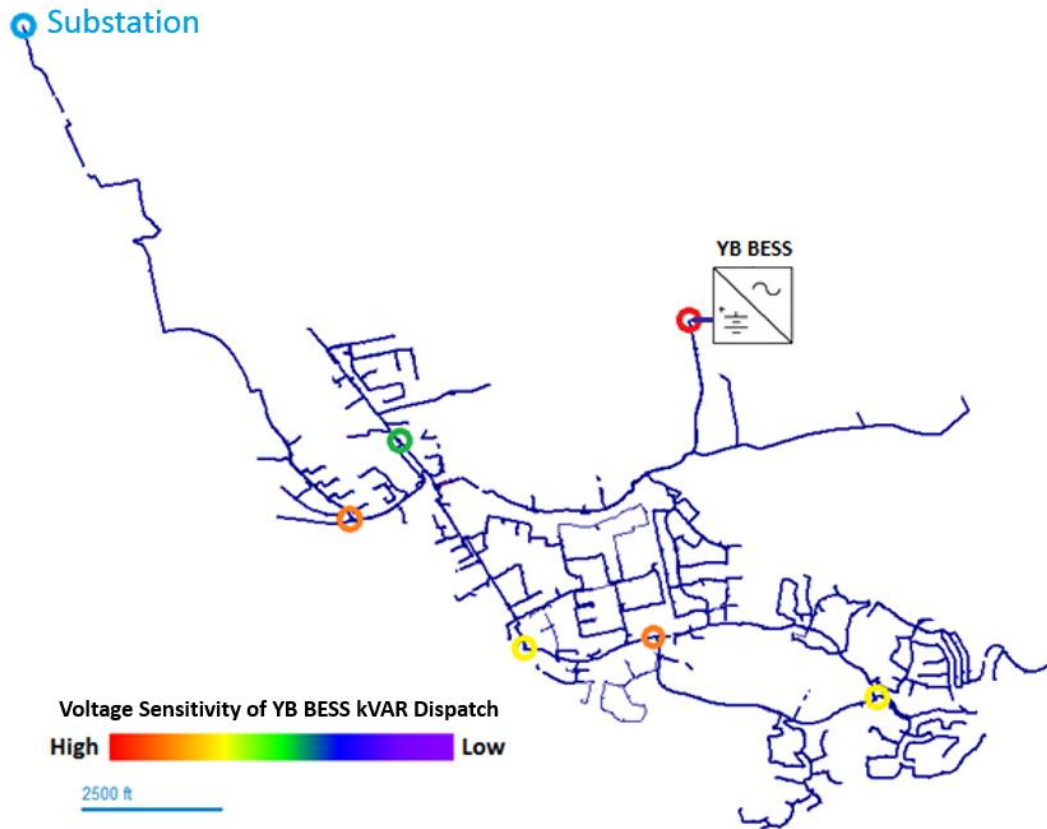 Substation
YB BESS
Voltage Sensitivity of YB BESS kVAR Dispatch
High Low
2500 ft